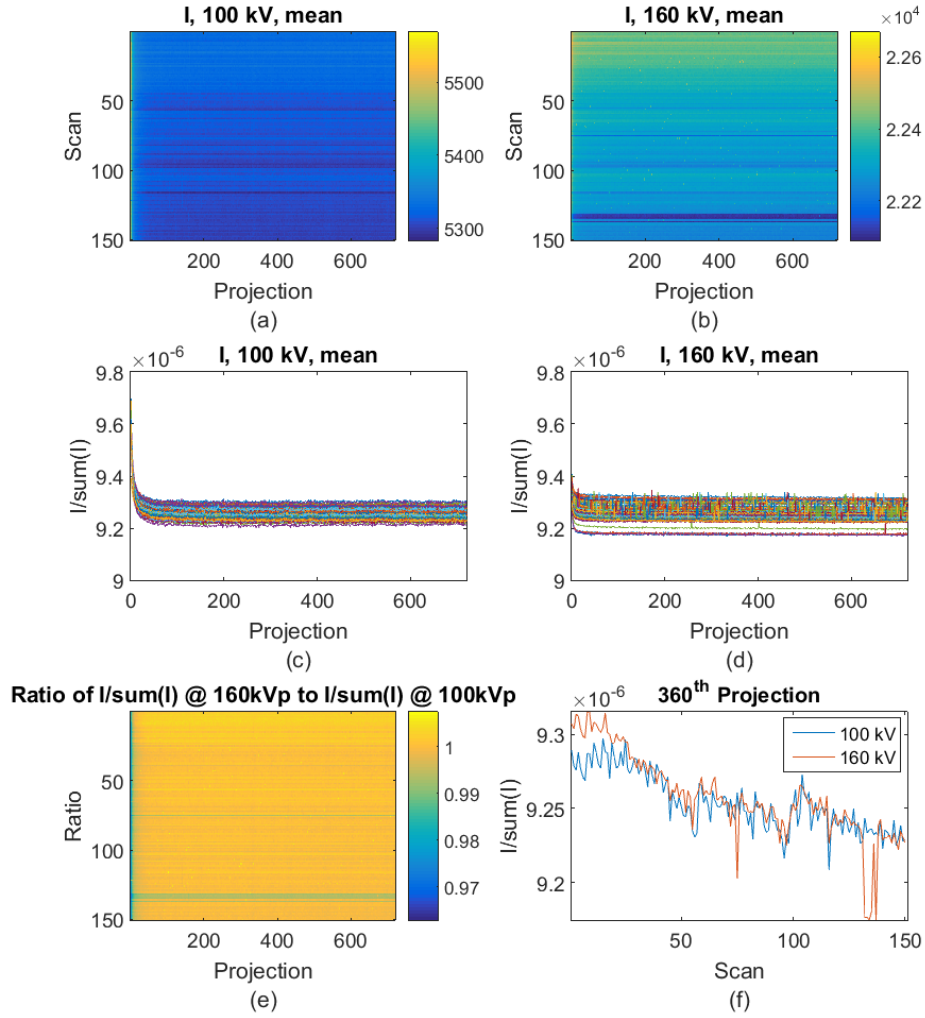 I, 100 kV, mean
Scan
50
100
150
200 400 600
Projection
(a)
5500
5400
5300
I, 160 kV, mean
×10⁴
50
100
150
200 400 600
Projection
(b)
2.26
2.24
2.22
I, 100 kV, mean
×10⁻⁶
I/sum(I)
9.8
9.6
9.4
9.2
9
0 200 400 600
Projection
(c)
I, 160 kV, mean
×10⁻⁶
I/sum(I)
9.8
9.6
9.4
9.2
9
0 200 400 600
Projection
(d)
Ratio of I/sum(I) @ 160kVp to I/sum(I) @ 100kVp
Ratio
50
100
150
200 400 600
Projection
(e)
1
0.99
0.98
0.97
360th Projection
×10⁻⁶
I/sum(I)
9.3
9.25
9.2
100 kV
160 kV
50 100 150
Scan
(f)